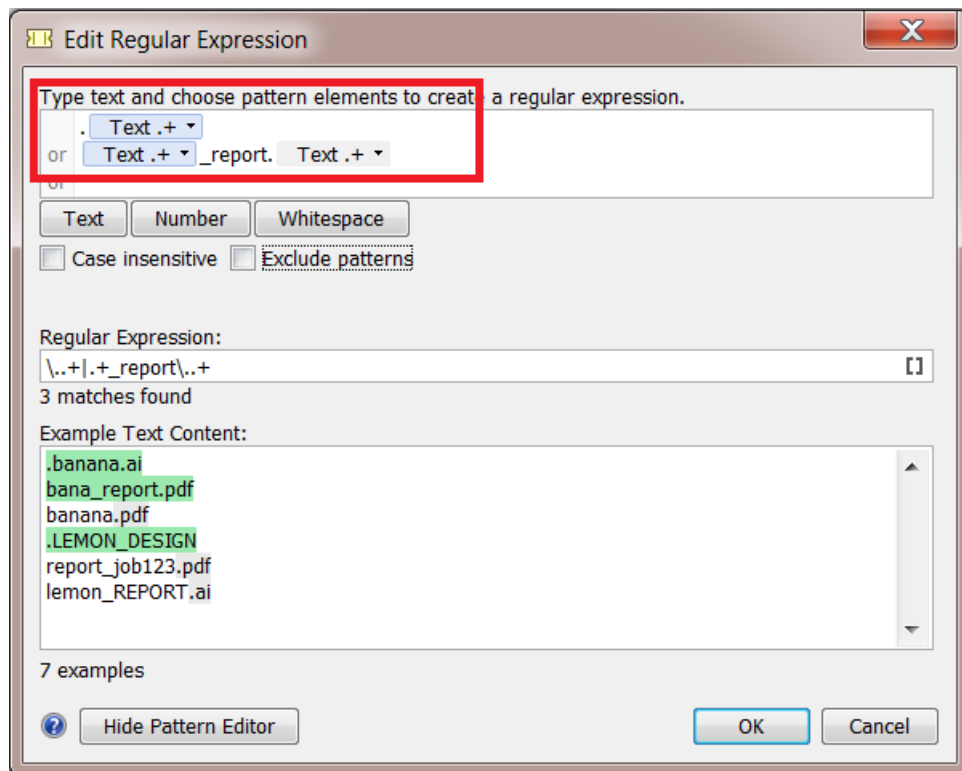 Edit Regular Expression
X
Type text and choose pattern elements to create a regular expression.
. Text .+
or Text .+ _report. Text .+
or
Text Number Whitespace
Case insensitive Exclude patterns
Regular Expression:
\..+|.+_report\..+ []
3 matches found
Example Text Content:
.banana.ai
bana_report.pdf
banana.pdf
.LEMON_DESIGN
report_job123.pdf
lemon_REPORT.ai
7 examples
? Hide Pattern Editor OK Cancel